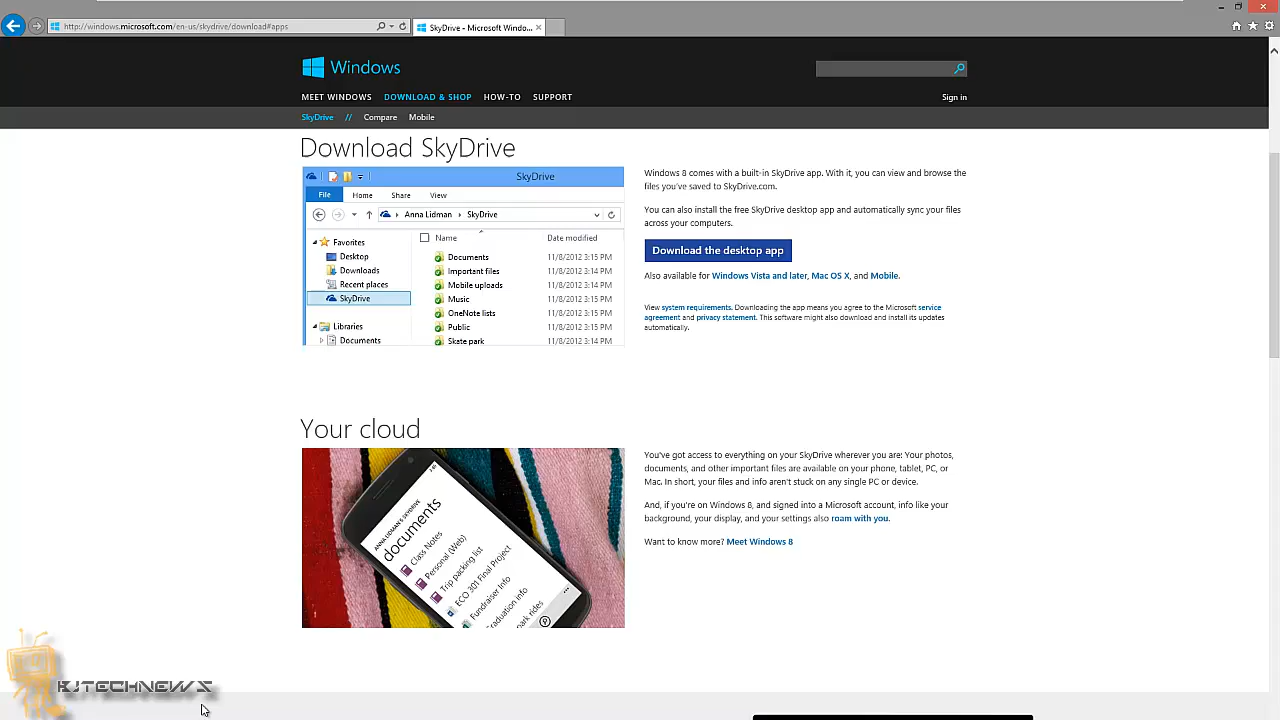 http://windows.microsoft.com/en-us/skydrive/download#apps
SkyDrive - Microsoft Windo...
Windows
MEET WINDOWS DOWNLOAD & SHOP HOW-TO SUPPORT
Sign in
SkyDrive // Compare Mobile
Download SkyDrive
SkyDrive
File Home Share View
Anna Lidman SkyDrive
Name Date modified
Favorites
Desktop
Downloads
Recent places
SkyDrive
Libraries
Documents
Documents 11/8/2012 3:15 PM
Important files 11/8/2012 3:14 PM
Mobile uploads 11/8/2012 3:15 PM
Music 11/8/2012 3:15 PM
OneNote lists 11/8/2012 3:15 PM
Public 11/8/2012 3:15 PM
Skate park 11/8/2012 3:14 PM
Windows 8 comes with a built-in SkyDrive app. With it, you can view and browse the
files you've saved to SkyDrive.com.
You can also install the free SkyDrive desktop app and automatically sync your files
across your computers.
Download the desktop app
Also available for Windows Vista and later, Mac OS X, and Mobile.
View system requirements. Downloading the app means you agree to the Microsoft service
agreement and privacy statement. This software might also download and install its updates
automatically.
Your cloud
ANNA LIDMAN'S SKYDRIVE
documents
Class Notes
Personal (Web)
Trip packing list
ECO 301 Final Project
Fundraiser Info
Graduation info
park rides
You've got access to everything on your SkyDrive wherever you are: Your photos,
documents, and other important files are available on your phone, tablet, PC, or
Mac. In short, your files and info aren't stuck on any single PC or device.
And, if you're on Windows 8, and signed into a Microsoft account, info like your
background, your display, and your settings also roam with you.
Want to know more? Meet Windows 8
KJTECHNEWS